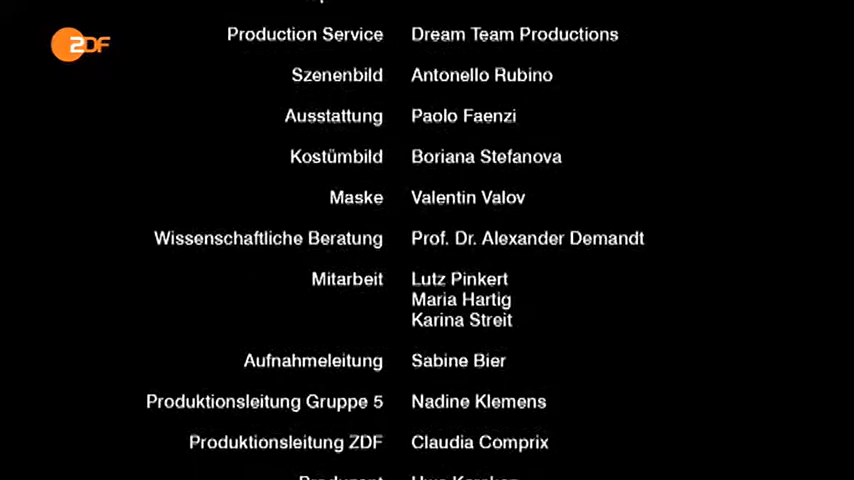 ZDF
Production Service Dream Team Productions
Szenenbild Antonello Rubino
Ausstattung Paolo Faenzi
Kostümbild Boriana Stefanova
Maske Valentin Valov
Wissenschaftliche Beratung Prof. Dr. Alexander Demandt
Mitarbeit Lutz Pinkert
Maria Hartig
Karina Streit
Aufnahmeleitung Sabine Bier
Produktionsleitung Gruppe 5 Nadine Klemens
Produktionsleitung ZDF Claudia Comprix